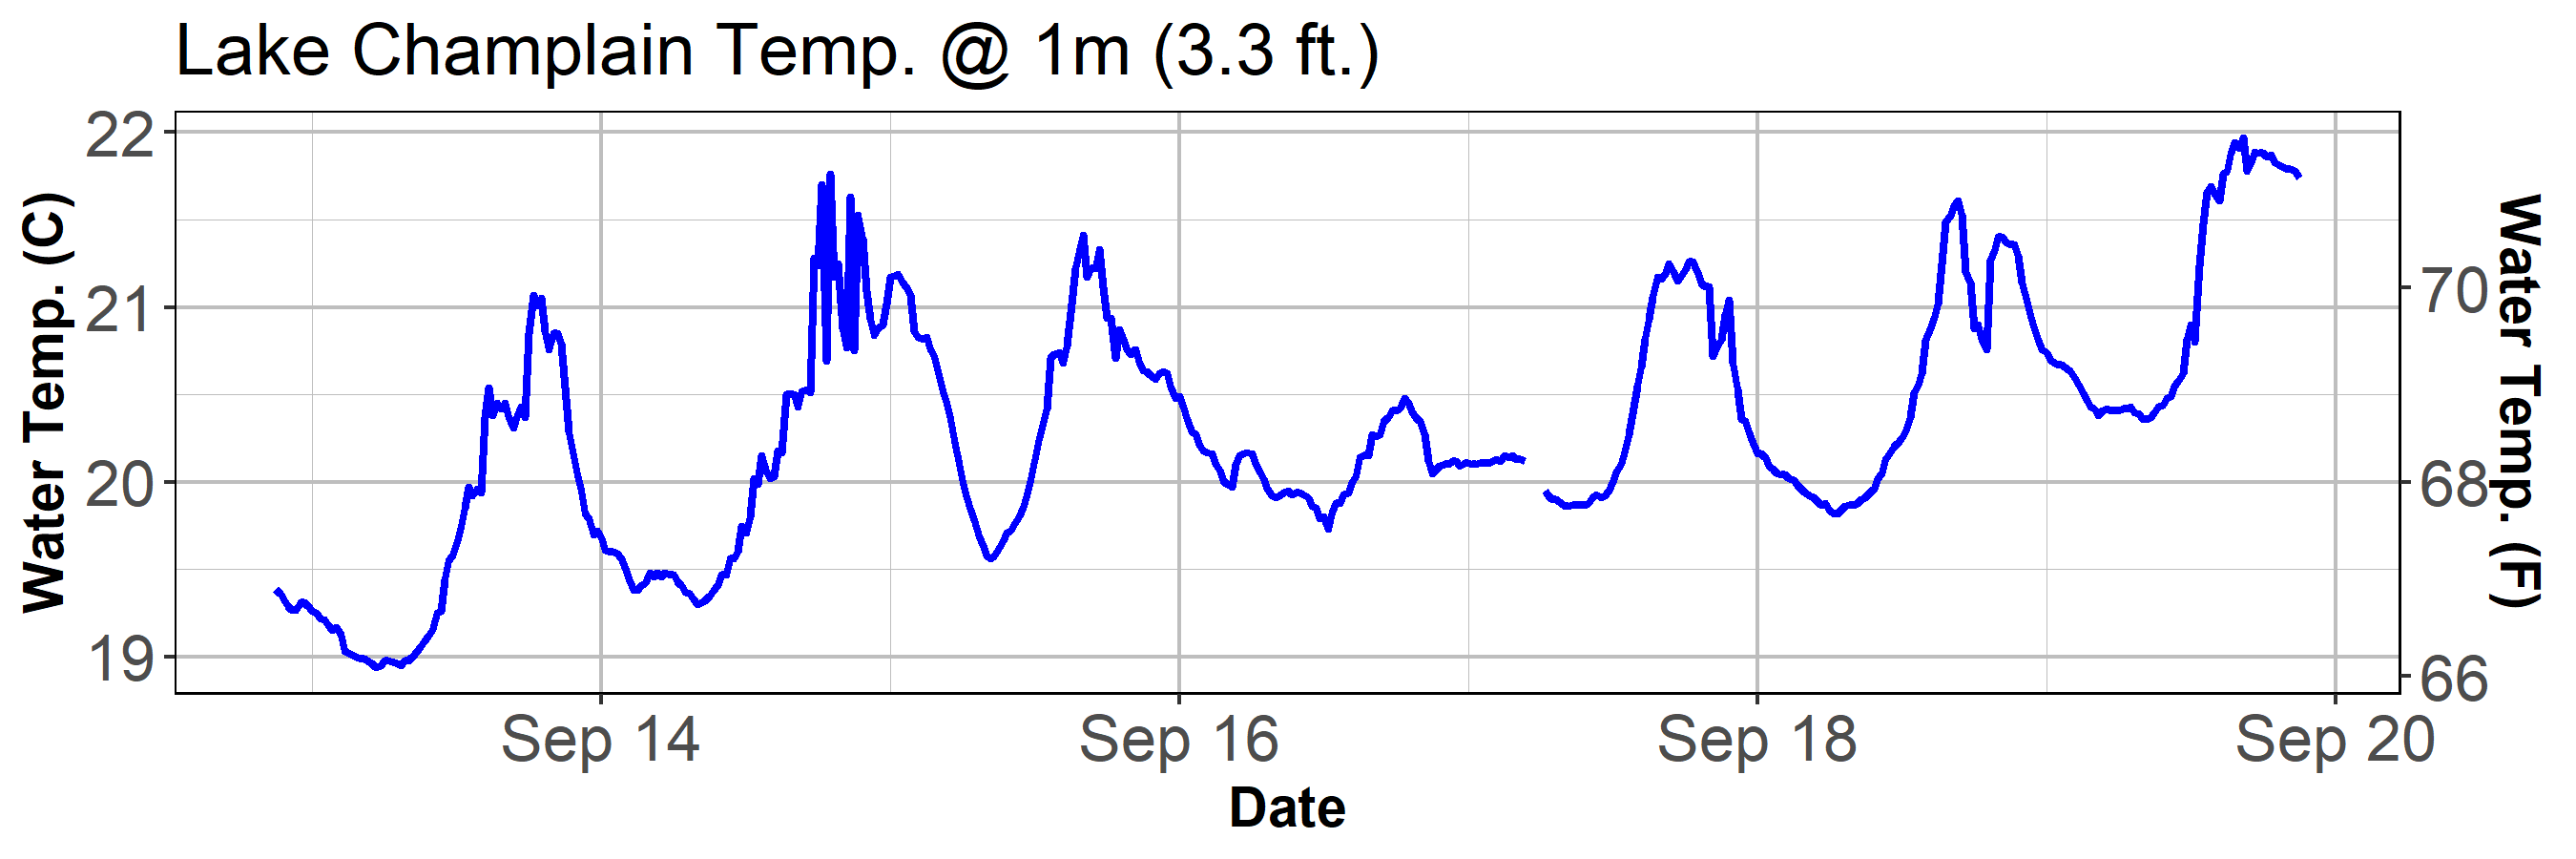 Lake Champlain Temp. @ 1m (3.3 ft.)
Water Temp. (C)
22
21
20
19
70
68
66
Water Temp. (F)
Sep 14 Sep 16 Sep 18 Sep 20
Date